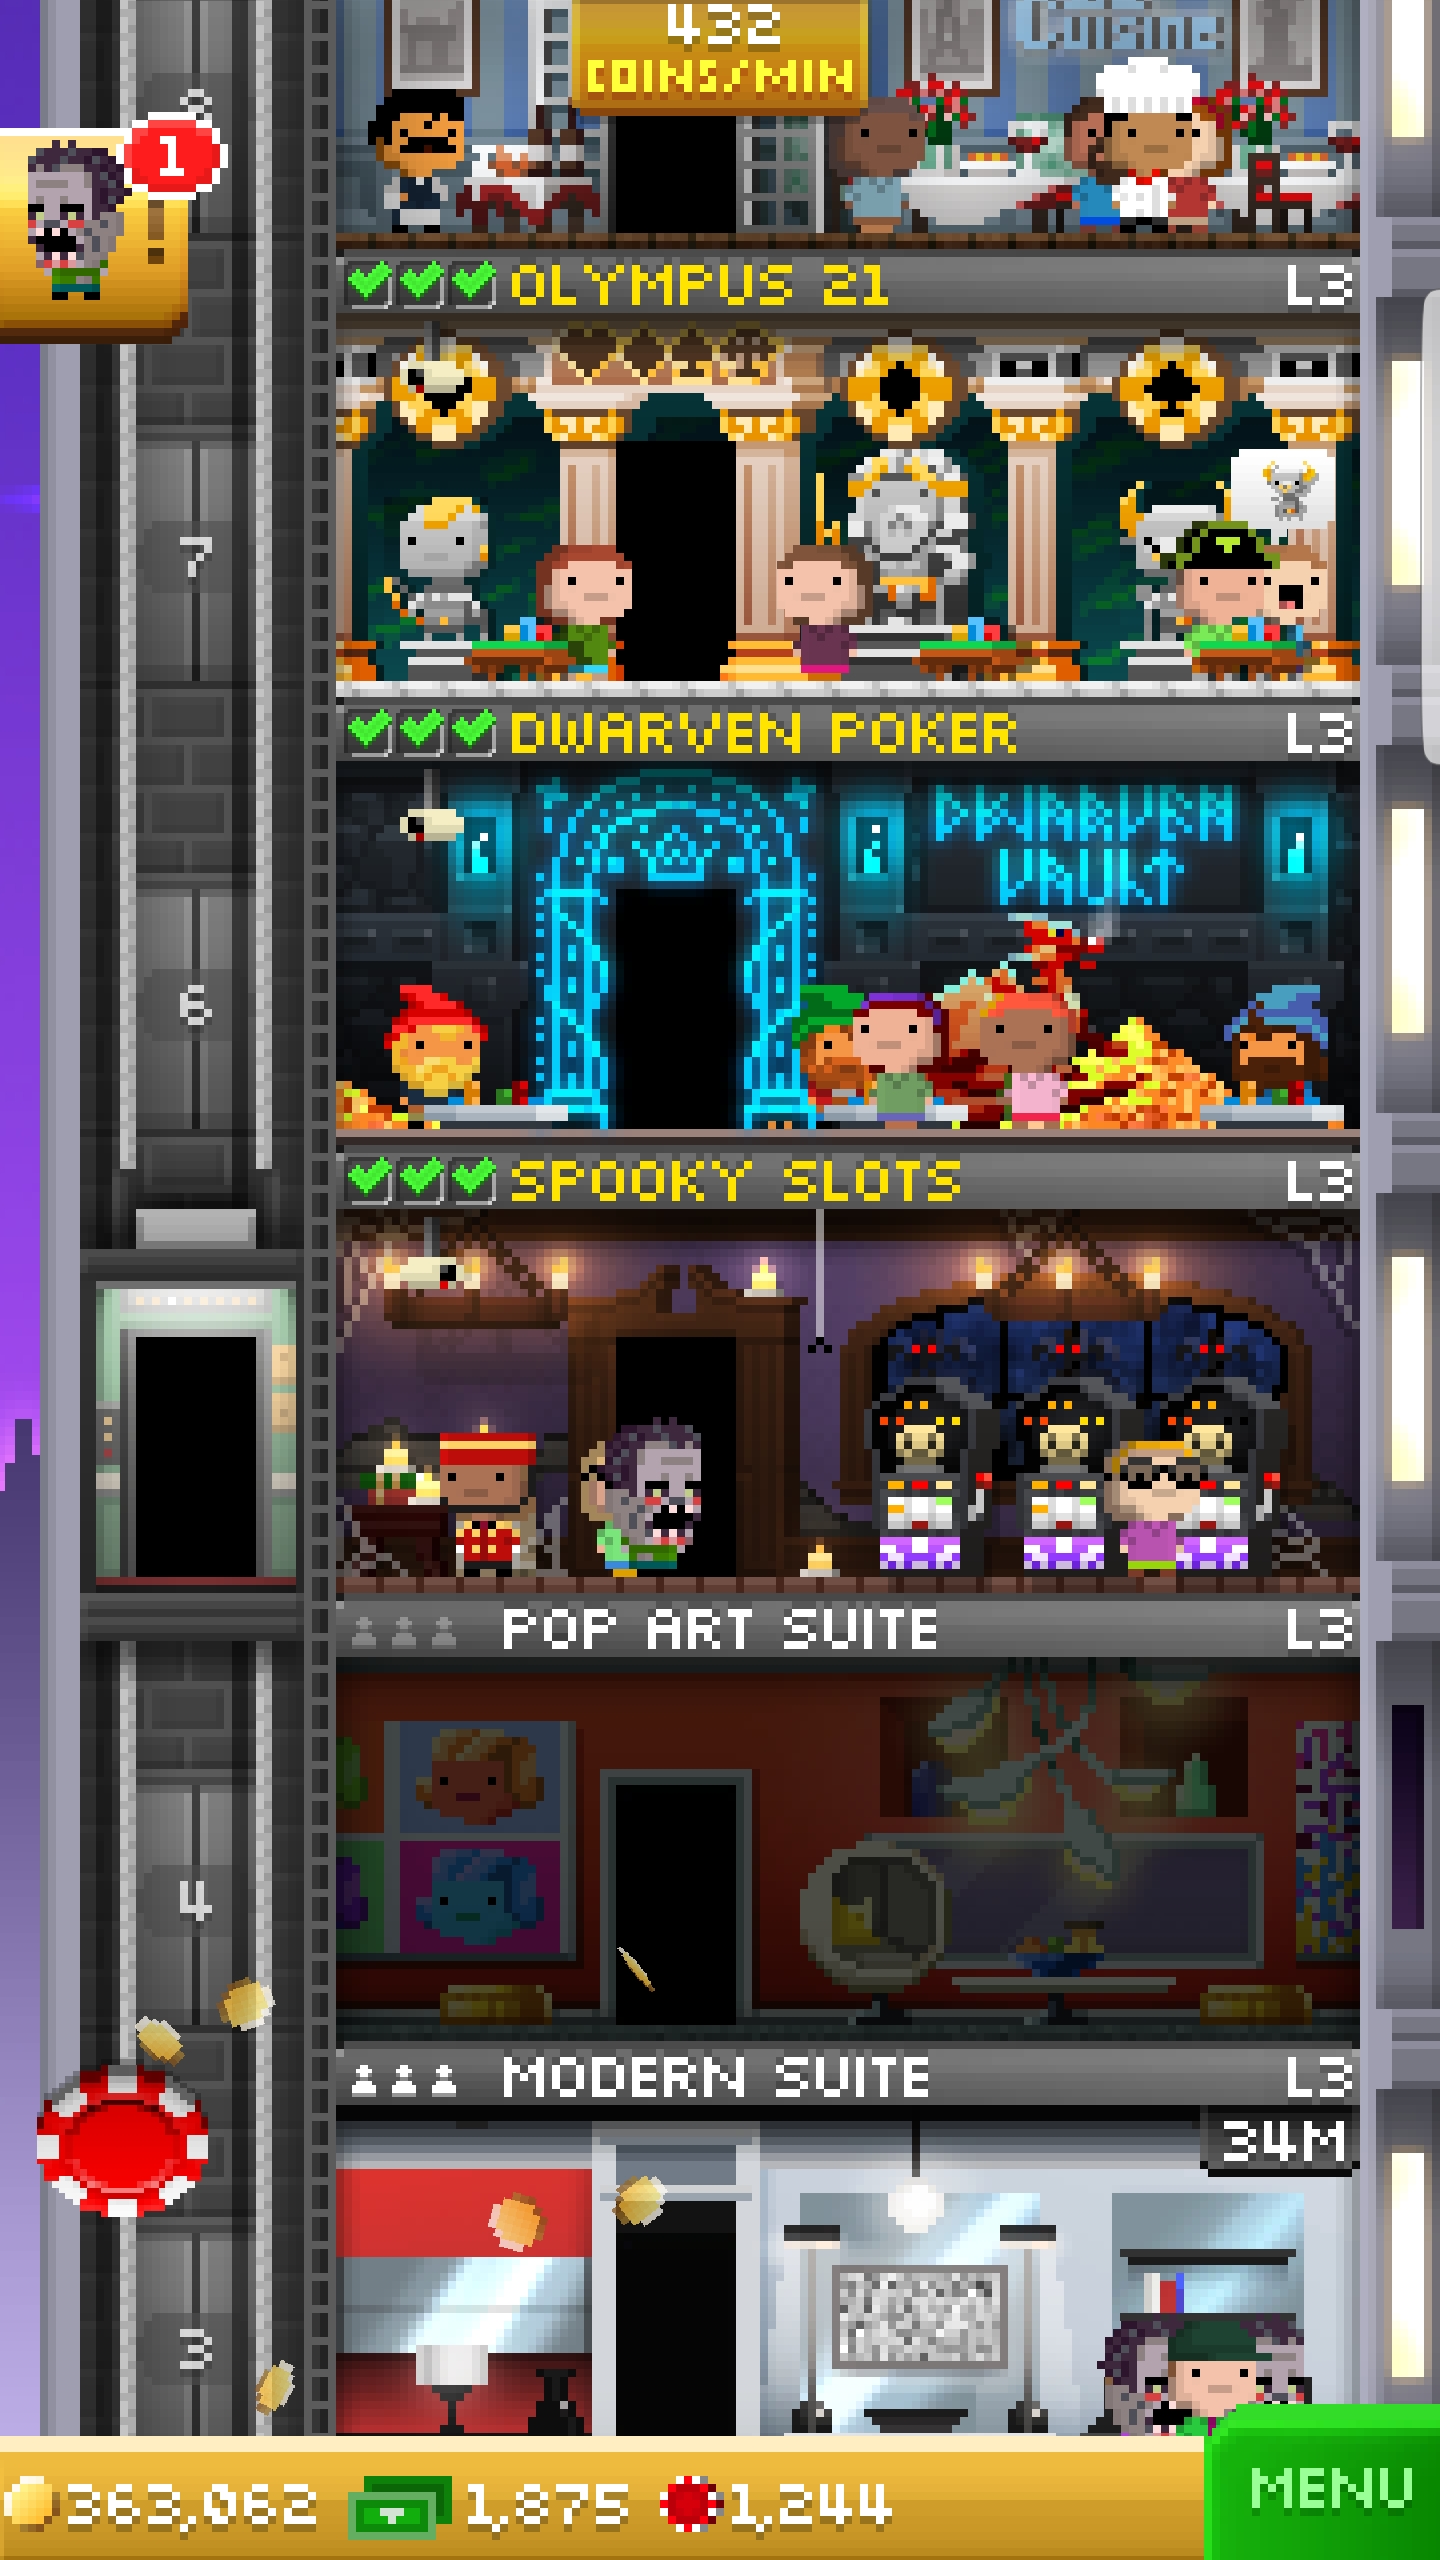 Cuisine
432
COINS/MIN
1
OLYMPUS 21
L3
7
DWARVEN POKER
L3
DWARVEN
VAULT
6
SPOOKY SLOTS
L3
POP ART SUITE
L3
4
MODERN SUITE
L3
34M
3
363,062
1,875
1,244
MENU